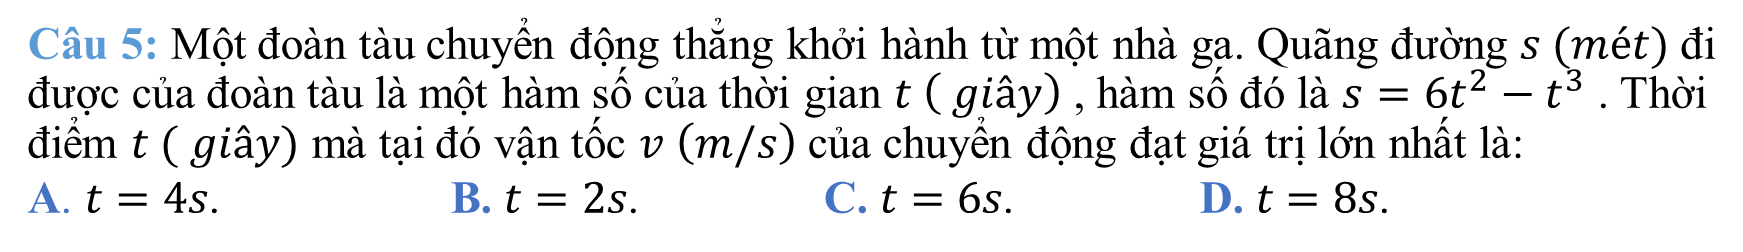 Câu 5: Một đoàn tàu chuyển động thẳng khởi hành từ một nhà ga. Quãng đường s (mét) đi
được của đoàn tàu là một hàm số của thời gian t ( giây) , hàm số đó là s = 6t² − t³ . Thời
điểm t ( giây) mà tại đó vận tốc v (m/s) của chuyển động đạt giá trị lớn nhất là:
A. t = 4s. B. t = 2s. C. t = 6s. D. t = 8s.